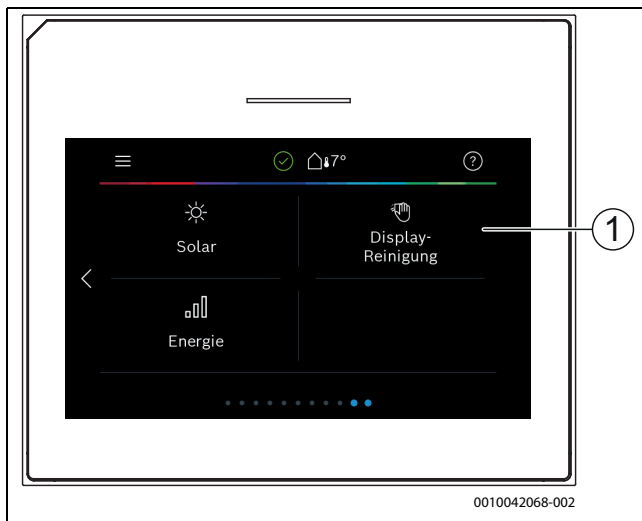 7°
?
Solar
Display-
Reinigung
1
Energie
0010042068-002